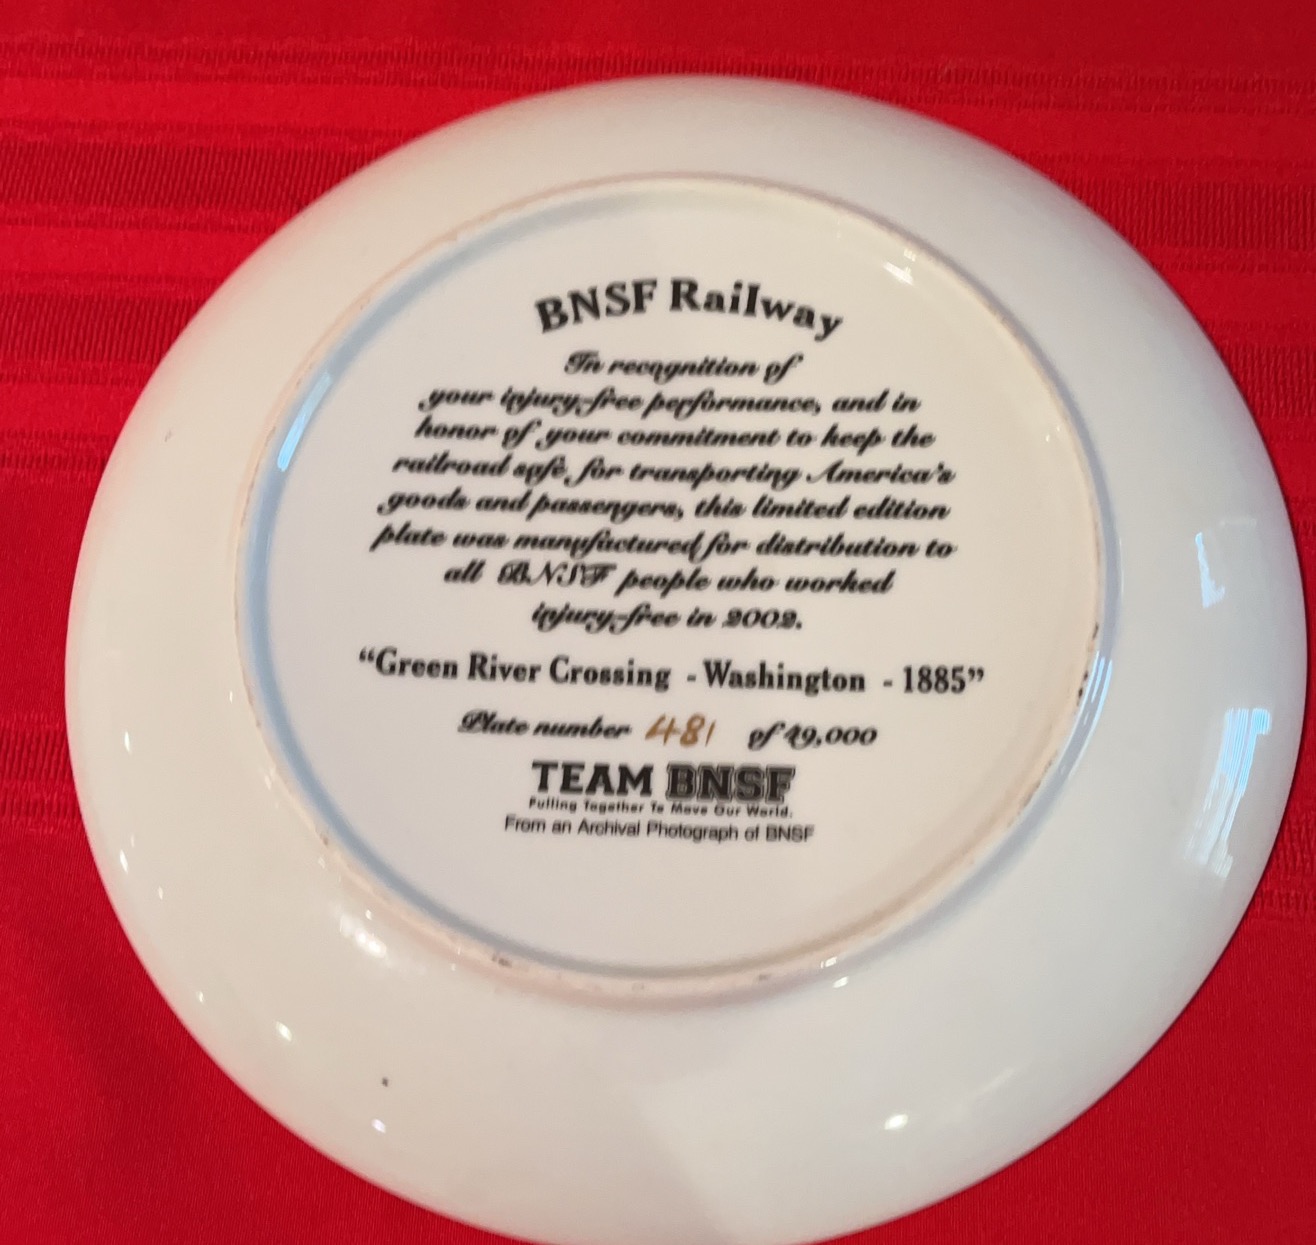 BNSF Railway
In recognition of
your injury-free performance, and in
honor of your commitment to keep the
railroad safe for transporting America's
goods and passengers, this limited edition
plate was manufactured for distribution to
all BNSF people who worked
injury-free in 2002.
“Green River Crossing - Washington - 1885”
Plate number 481 of 49,000
TEAM BNSF
Pulling Together To Move Our World.
From an Archival Photograph of BNSF